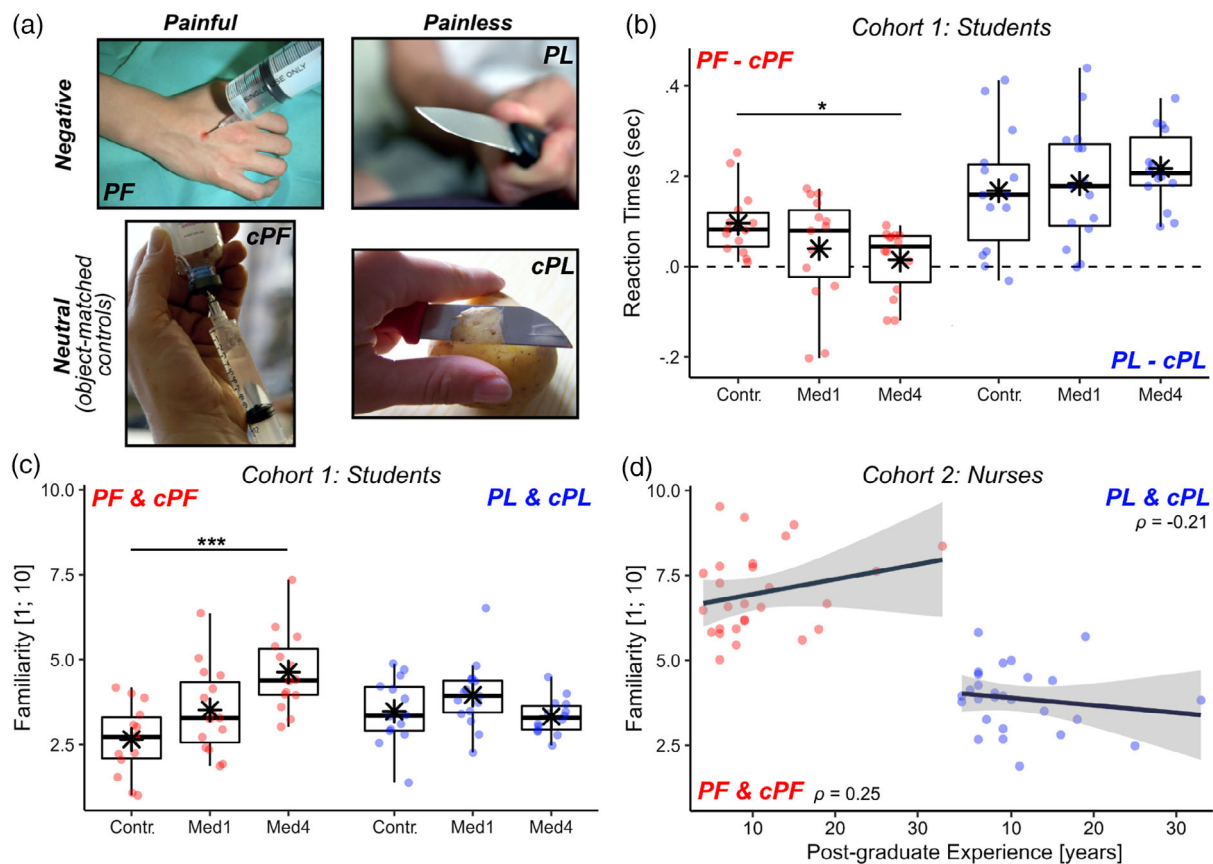 (a)
Painful
Painless
Negative
PF
PL
Neutral
(object-matched
controls)
cPF
cPL
(b)
Cohort 1: Students
PF - cPF
*
Reaction Times (sec)
.4
.2
.0
-.2
PL - cPL
Contr.
Med1
Med4
Contr.
Med1
Med4
(c)
Cohort 1: Students
PF & cPF
PL & cPL
***
Familiarity [1; 10]
10.0
7.5
5.0
2.5
Contr.
Med1
Med4
Contr.
Med1
Med4
(d)
Cohort 2: Nurses
PL & cPL
ρ = -0.21
Familiarity [1; 10]
10.0
7.5
5.0
2.5
PF & cPF ρ = 0.25
10
20
30
10
20
30
Post-graduate Experience [years]